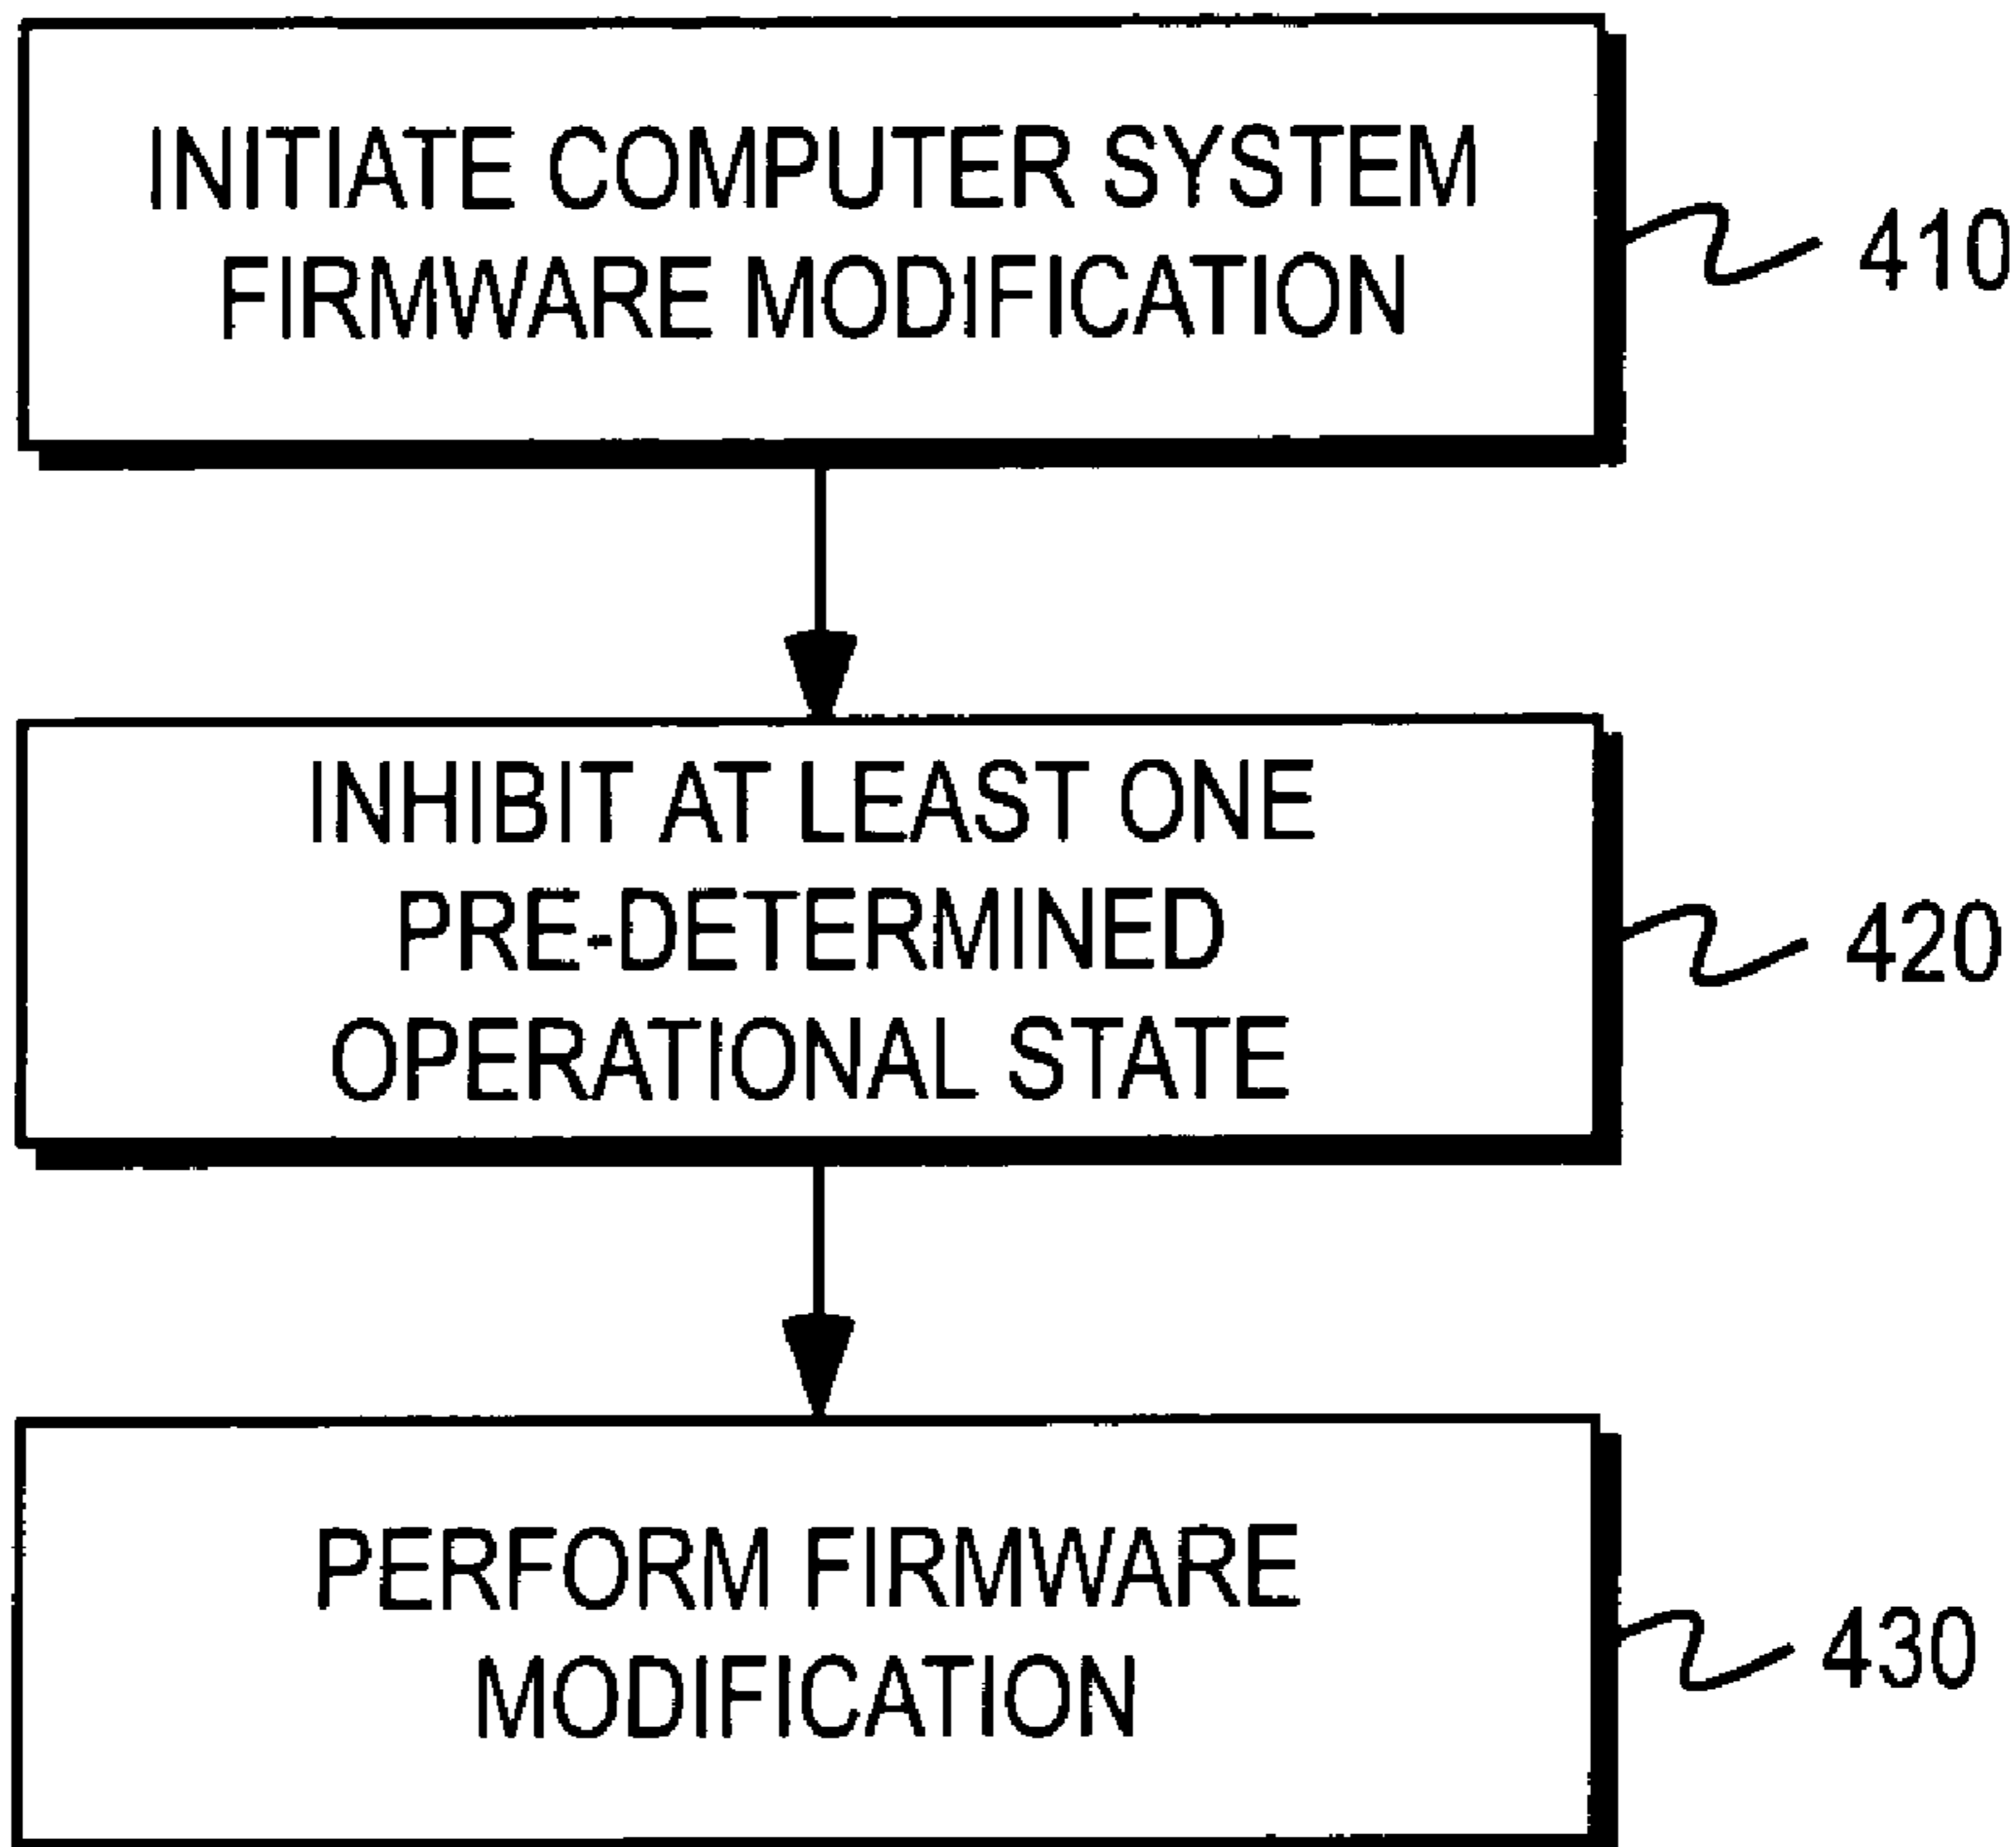 INITIATE COMPUTER SYSTEM
FIRMWARE MODIFICATION
410
INHIBIT AT LEAST ONE
PRE-DETERMINED
OPERATIONAL STATE
420
PERFORM FIRMWARE
MODIFICATION
430